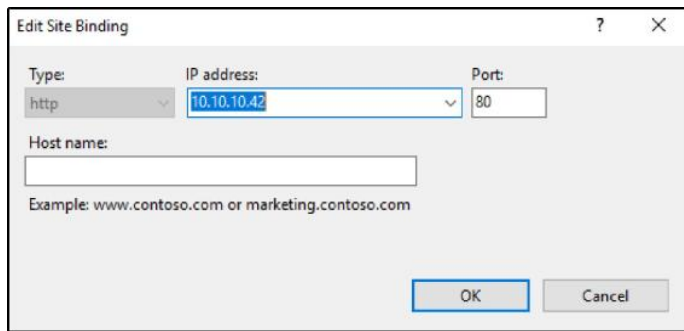 Edit Site Binding ? ×
Type: IP address: Port:
http 10.10.10.42 80
Host name:
Example: www.contoso.com or marketing.contoso.com
OK Cancel